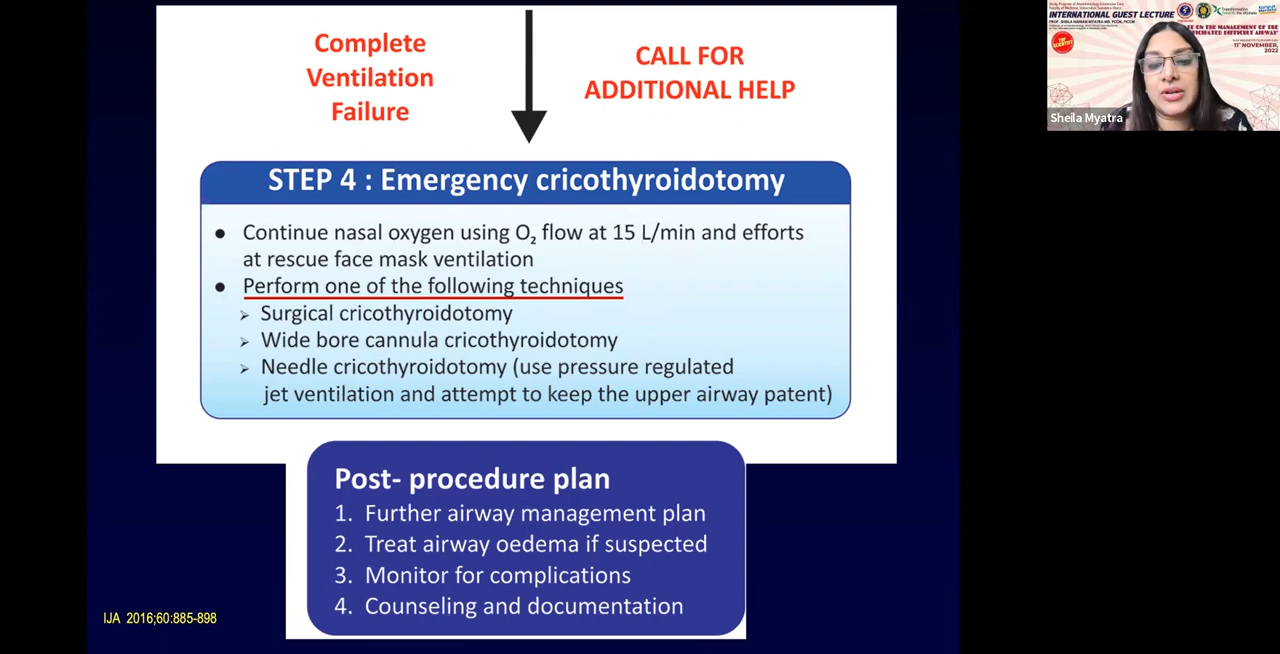 Complete
Ventilation
Failure
CALL FOR
ADDITIONAL HELP
STEP 4 : Emergency cricothyroidotomy
● Continue nasal oxygen using O₂ flow at 15 L/min and efforts
at rescue face mask ventilation
● Perform one of the following techniques
➢ Surgical cricothyroidotomy
➢ Wide bore cannula cricothyroidotomy
➢ Needle cricothyroidotomy (use pressure regulated
jet ventilation and attempt to keep the upper airway patent)
Post- procedure plan
1. Further airway management plan
2. Treat airway oedema if suspected
3. Monitor for complications
4. Counseling and documentation
IJA 2016;60:885-898
INTERNATIONAL GUEST LECTURE
11 NOVEMBER,
2022
Sheila Myatra